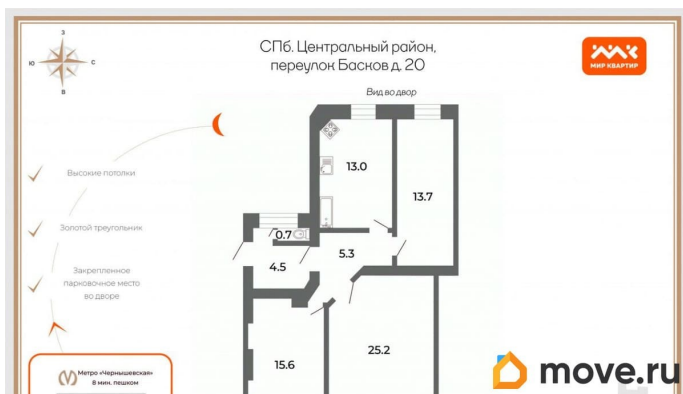 СПб. Центральный район,
переулок Басков д. 20
МИР КВАРТИР
З
Ю
С
В
Вид во двор
Высокие потолки
Золотой треугольник
Закрепленное
парковочное место
во дворе
13.0
13.7
0.7
4.5
5.3
15.6
25.2
Метро «Чернышевская»
8 мин. пешком
move.ru